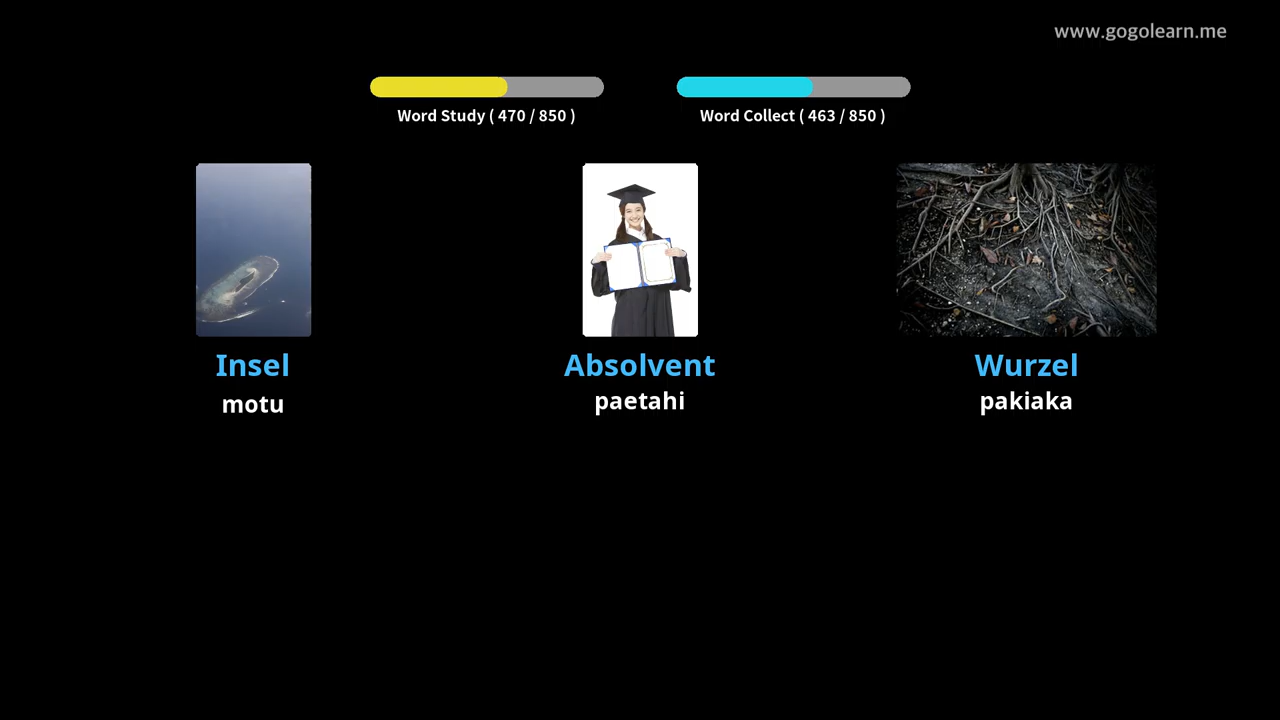 www.gogolearn.me
Word Study ( 470 / 850 )
Word Collect ( 463 / 850 )
Insel
motu
Absolvent
paetahi
Wurzel
pakiaka